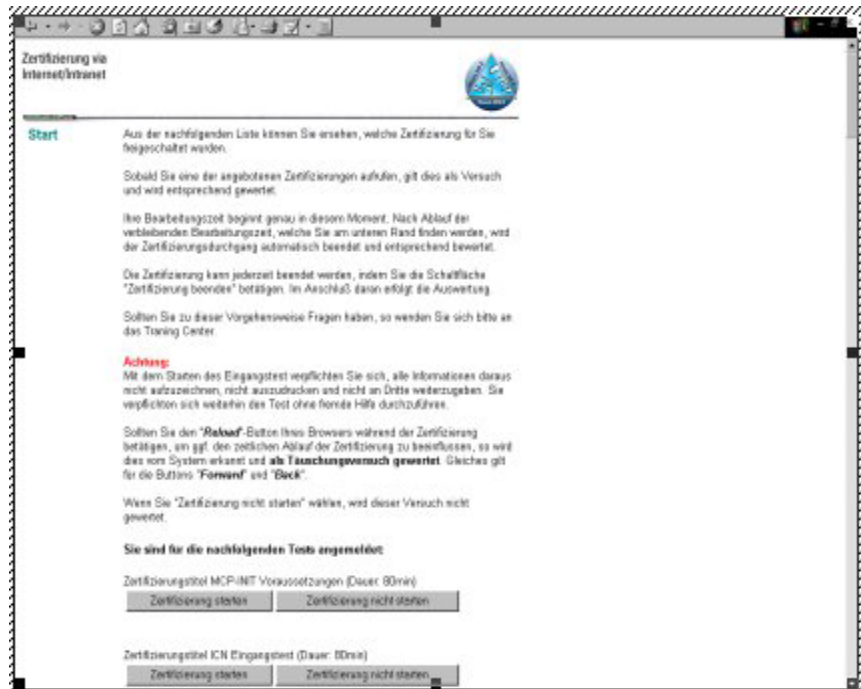 Zertifizierung via
Internet/Intranet
Start
Aus der nachfolgenden Liste können Sie ersehen, welche Zertifizierung für Sie
freigeschaltet wurden.
Sobald Sie eine der angebotenen Zertifizierungen aufrufen, gilt dies als Versuch
und wird entsprechend gewertet.
Ihre Bearbeitungszeit beginnt genau in diesem Moment. Nach Ablauf der
verbleibenden Bearbeitungszeit, welche Sie am unteren Rand finden werden, wird
der Zertifizierungsdurchgang automatisch beendet und entsprechend bewertet.
Die Zertifizierung kann jederzeit beendet werden, indem Sie die Schaltfläche
"Zertifizierung beenden" betätigen. Im Anschluß daran erfolgt die Auswertung.
Sollten Sie zu dieser Vorgehensweise Fragen haben, so wenden Sie sich bitte an
das Traning Center.
Achtung:
Mit dem Starten des Eingangstest verpflichten Sie sich, alle Informationen daraus
nicht aufzuzeichnen, nicht auszudrucken und nicht an Dritte weiterzugeben. Sie
verpflichten sich weiterhin den Test ohne fremde Hilfe durchzuführen.
Sollten Sie den "Reload"-Button Ihres Browsers während der Zertifizierung
betätigen, um ggf. den zeitlichen Ablauf der Zertifizierung zu beeinflussen, so wird
dies vom System erkannt und als Täuschungsversuch gewertet. Gleiches gilt
für die Buttons "Forward" und "Back".
Wenn Sie "Zertifizierung nicht starten" wählen, wird dieser Versuch nicht
gewertet.
Sie sind für die nachfolgenden Tests angemeldet:
Zertifizierungstitel MCP-INIT Voraussetzungen (Dauer: 80min)
Zertifizierung starten Zertifizierung nicht starten
Zertifizierungstitel ICN Eingangstest (Dauer: 80min)
Zertifizierung starten Zertifizierung nicht starten